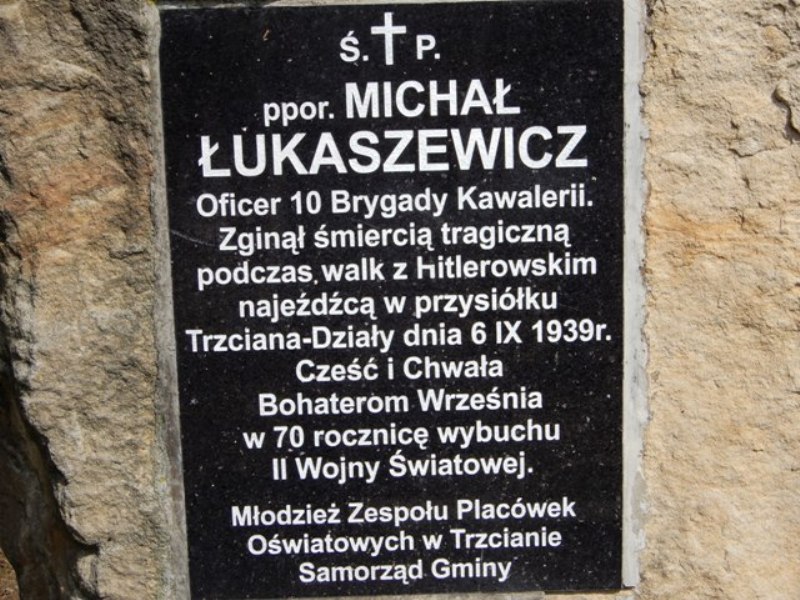 Ś. P.
ppor. MICHAŁ
ŁUKASZEWICZ
Oficer 10 Brygady Kawalerii.
Zginął śmiercią tragiczną
podczas walk z Hitlerowskim
najeźdźcą w przysiółku
Trzciana-Działy dnia 6 IX 1939r.
Cześć i Chwała
Bohaterom Września
w 70 rocznicę wybuchu
II Wojny Światowej.
Młodzież Zespołu Placówek
Oświatowych w Trzcianie
Samorząd Gminy